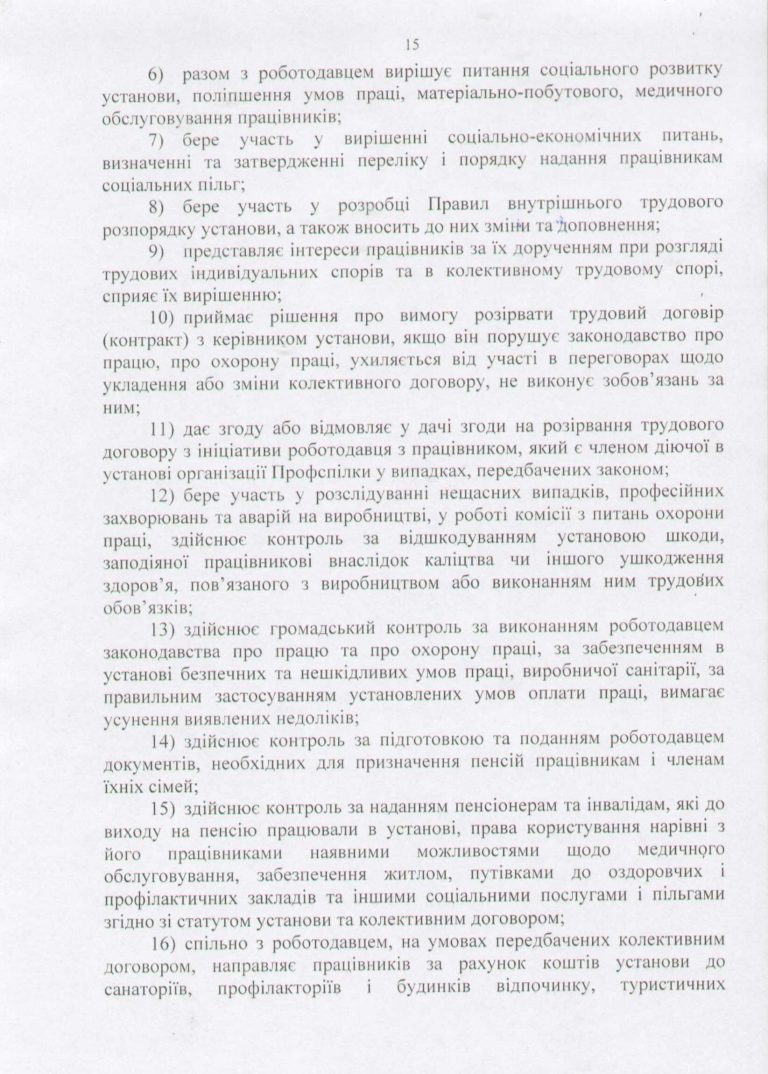 15
6) разом з роботодавцем вирішує питання соціального розвитку
установи, поліпшення умов праці, матеріально-побутового, медичного
обслуговування працівників;
7) бере участь у вирішенні соціально-економічних питань,
визначенні та затвердженні переліку і порядку надання працівникам
соціальних пільг;
8) бере участь у розробці Правил внутрішнього трудового
розпорядку установи, а також вносить до них зміни та доповнення;
9) представляє інтереси працівників за їх дорученням при розгляді
трудових індивідуальних спорів та в колективному трудовому спорі,
сприяє їх вирішенню;
10) приймає рішення про вимогу розірвати трудовий договір
(контракт) з керівником установи, якщо він порушує законодавство про
працю, про охорону праці, ухиляється від участі в переговорах щодо
укладення або зміни колективного договору, не виконує зобов’язань за
ним;
11) дає згоду або відмовляє у дачі згоди на розірвання трудового
договору з ініціативи роботодавця з працівником, який є членом діючої в
установі організації Профспілки у випадках, передбачених законом;
12) бере участь у розслідуванні нещасних випадків, професійних
захворювань та аварій на виробництві, у роботі комісії з питань охорони
праці, здійснює контроль за відшкодуванням установою шкоди,
заподіяної працівникові внаслідок каліцтва чи іншого ушкодження
здоров’я, пов’язаного з виробництвом або виконанням ним трудових
обов’язків;
13) здійснює громадський контроль за виконанням роботодавцем
законодавства про працю та про охорону праці, за забезпеченням в
установі безпечних та нешкідливих умов праці, виробничої санітарії, за
правильним застосуванням установлених умов оплати праці, вимагає
усунення виявлених недоліків;
14) здійснює контроль за підготовкою та поданням роботодавцем
документів, необхідних для призначення пенсій працівникам і членам
їхніх сімей;
15) здійснює контроль за наданням пенсіонерам та інвалідам, які до
виходу на пенсію працювали в установі, права користування нарівні з
його працівниками наявними можливостями щодо медичного
обслуговування, забезпечення житлом, путівками до оздоровчих і
профілактичних закладів та іншими соціальними послугами і пільгами
згідно зі статутом установи та колективним договором;
16) спільно з роботодавцем, на умовах передбачених колективним
договором, направляє працівників за рахунок коштів установи до
санаторіїв, профілакторіїв і будинків відпочинку, туристичних